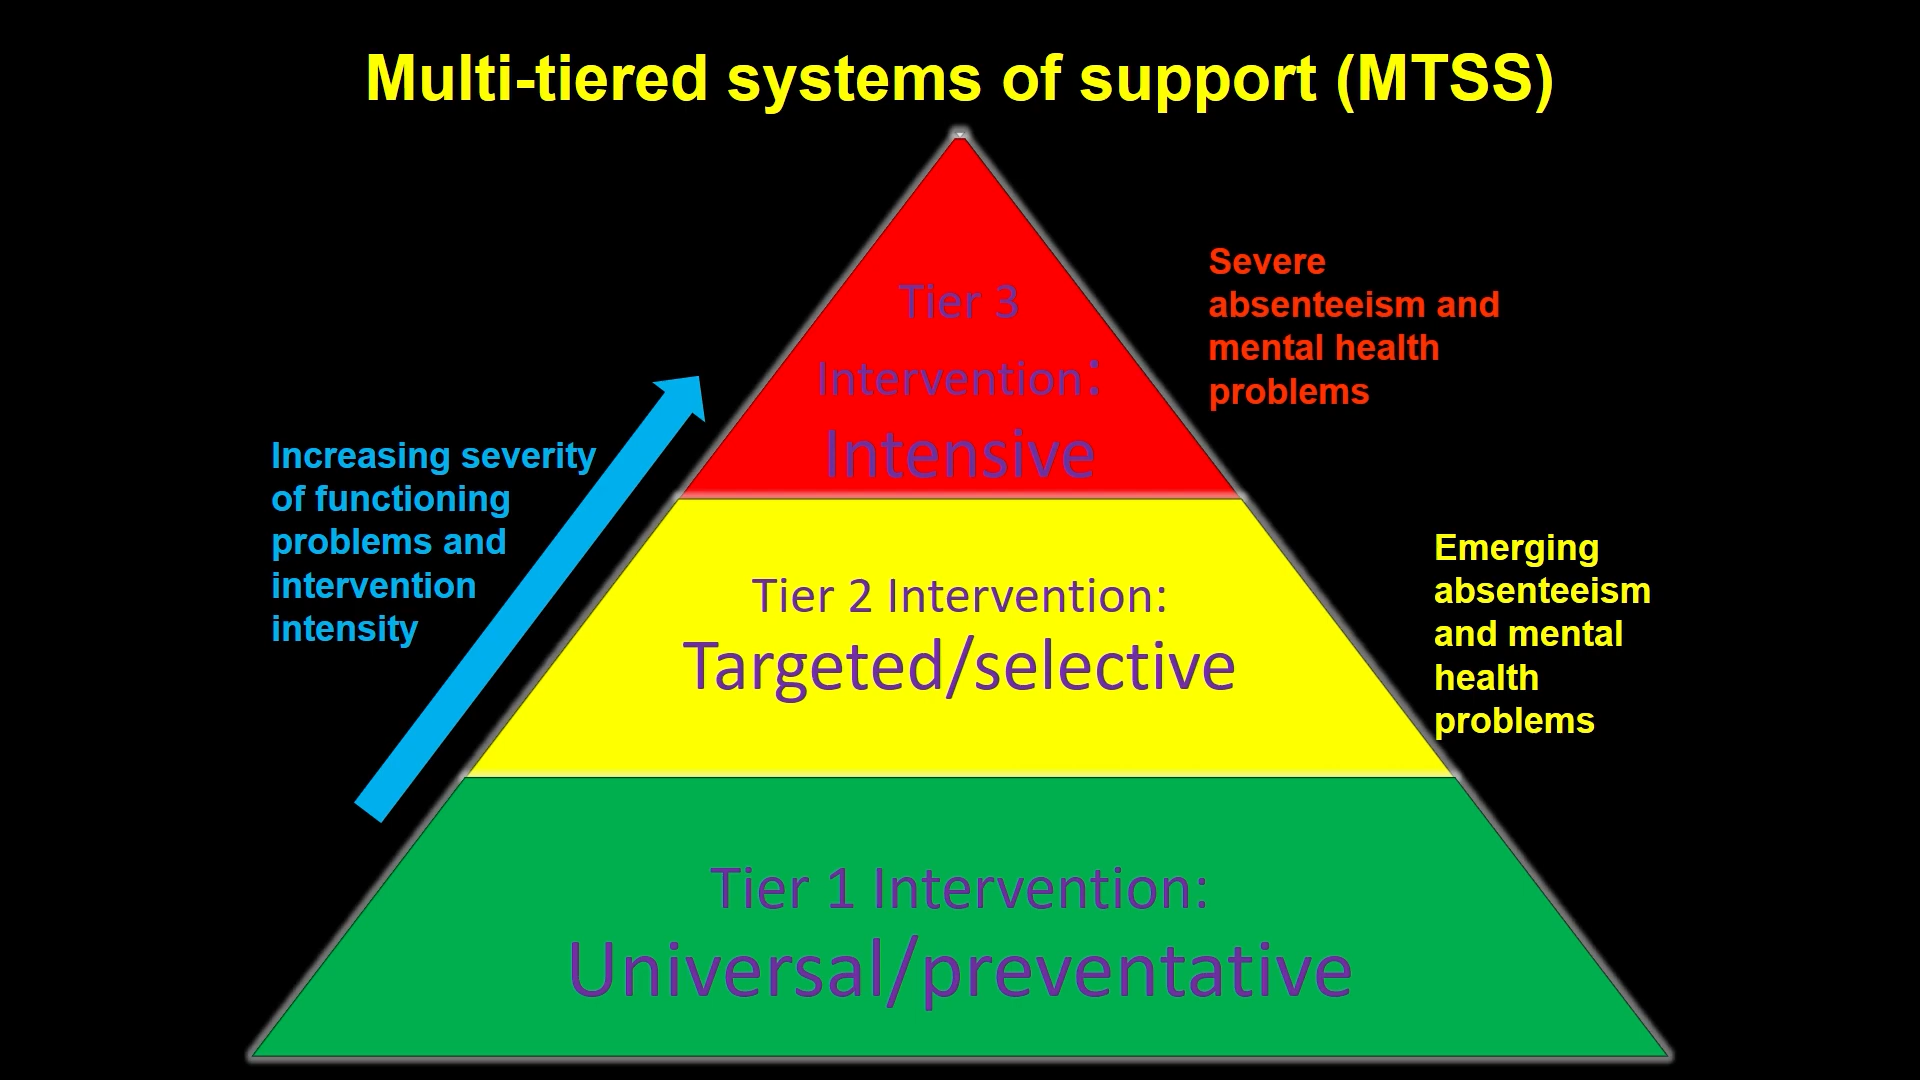 Multi-tiered systems of support (MTSS)
Tier 3
Intervention:
Intensive
Severe
absenteeism and
mental health
problems
Increasing severity
of functioning
problems and
intervention
intensity
Tier 2 Intervention:
Targeted/selective
Emerging
absenteeism
and mental
health
problems
Tier 1 Intervention:
Universal/preventative